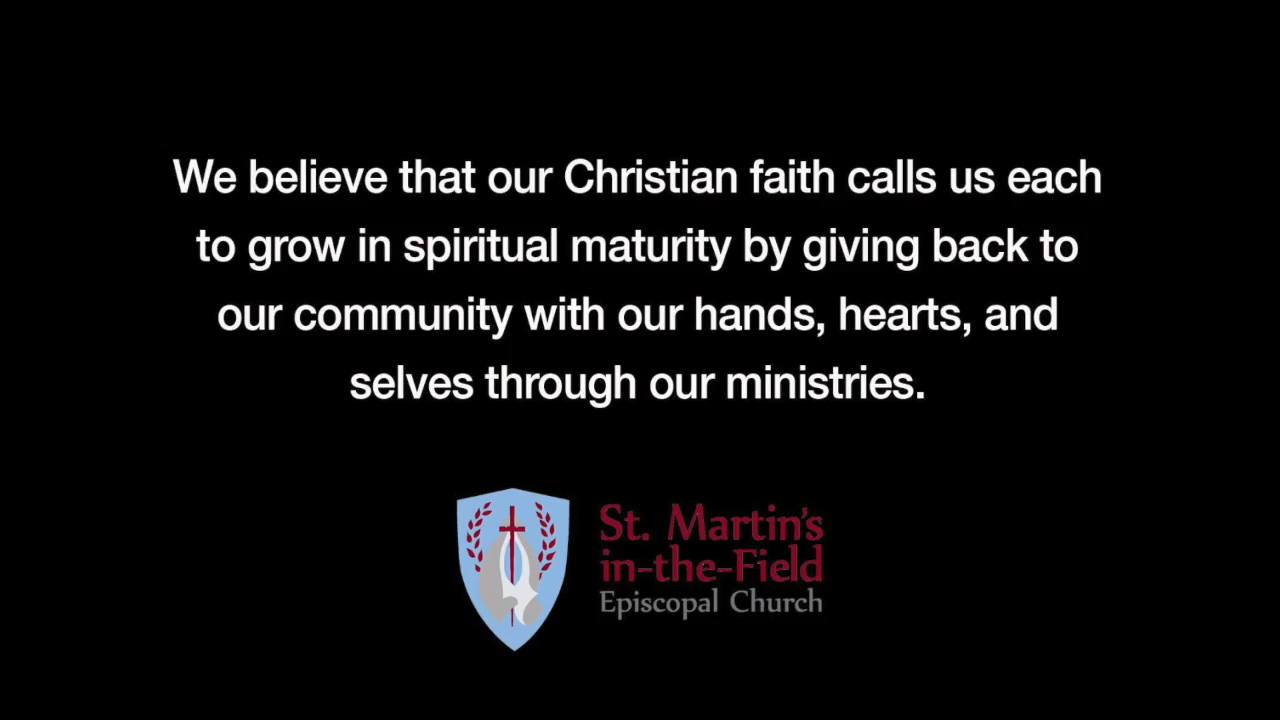 We believe that our Christian faith calls us each
to grow in spiritual maturity by giving back to
our community with our hands, hearts, and
selves through our ministries.
St. Martin's
in-the-Field
Episcopal Church